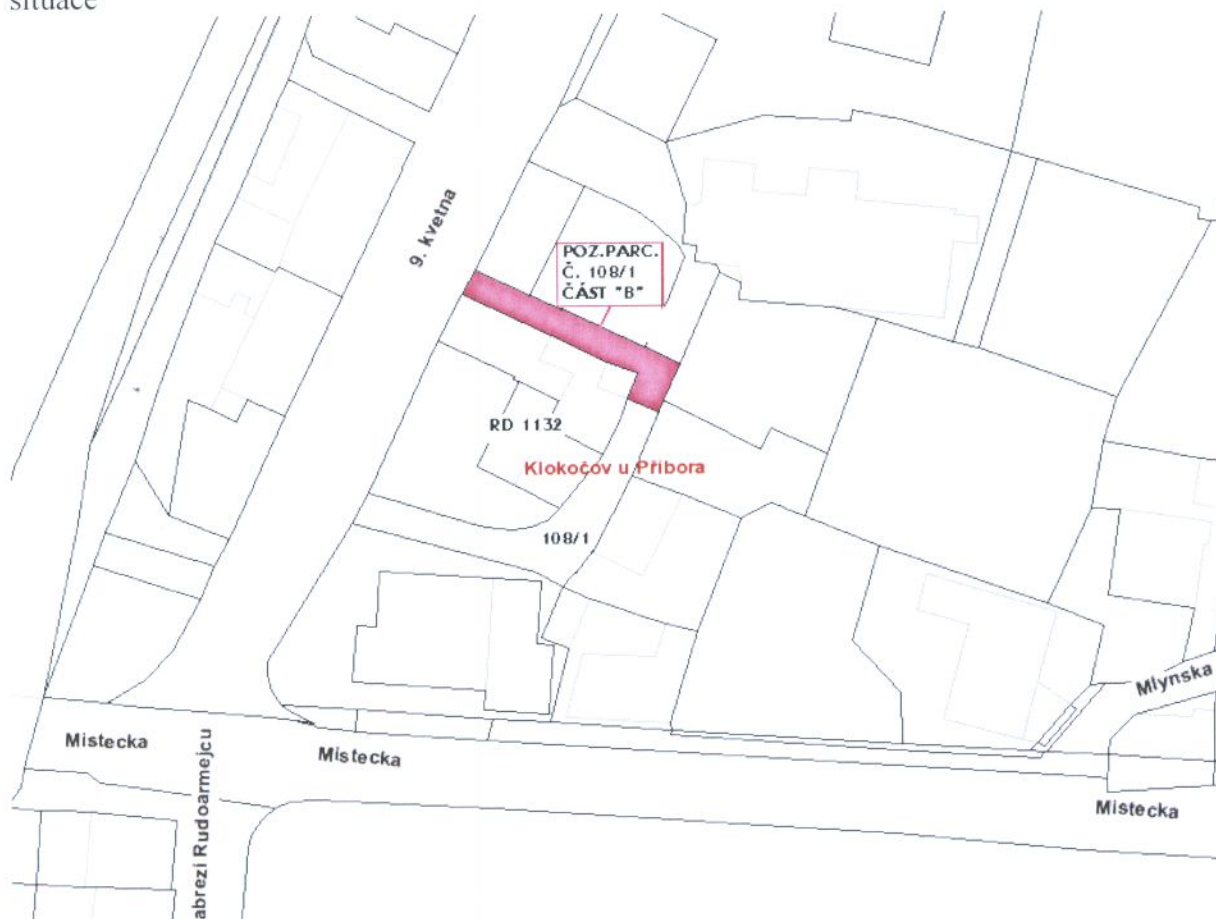 situace
9. kvetna
POZ.PARC.
Č. 108/1
ČÁST "B"
RD 1132
Klokočov u Příbora
108/1
Mlynska
Mistecka
Mistecka
Mistecka
abrezi Rudoarmejcu